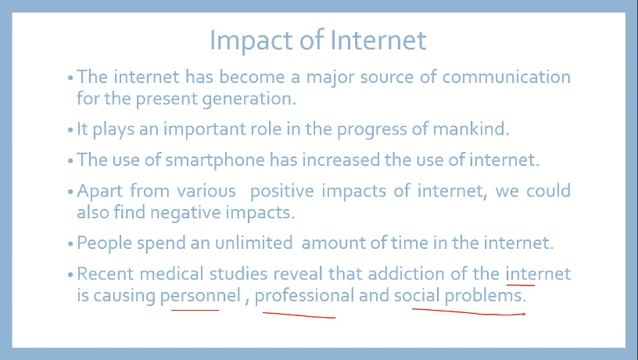 Impact of Internet
• The internet has become a major source of communication
for the present generation.
• It plays an important role in the progress of mankind.
• The use of smartphone has increased the use of internet.
• Apart from various positive impacts of internet, we could
also find negative impacts.
• People spend an unlimited amount of time in the internet.
• Recent medical studies reveal that addiction of the internet
is causing personnel , professional and social problems.